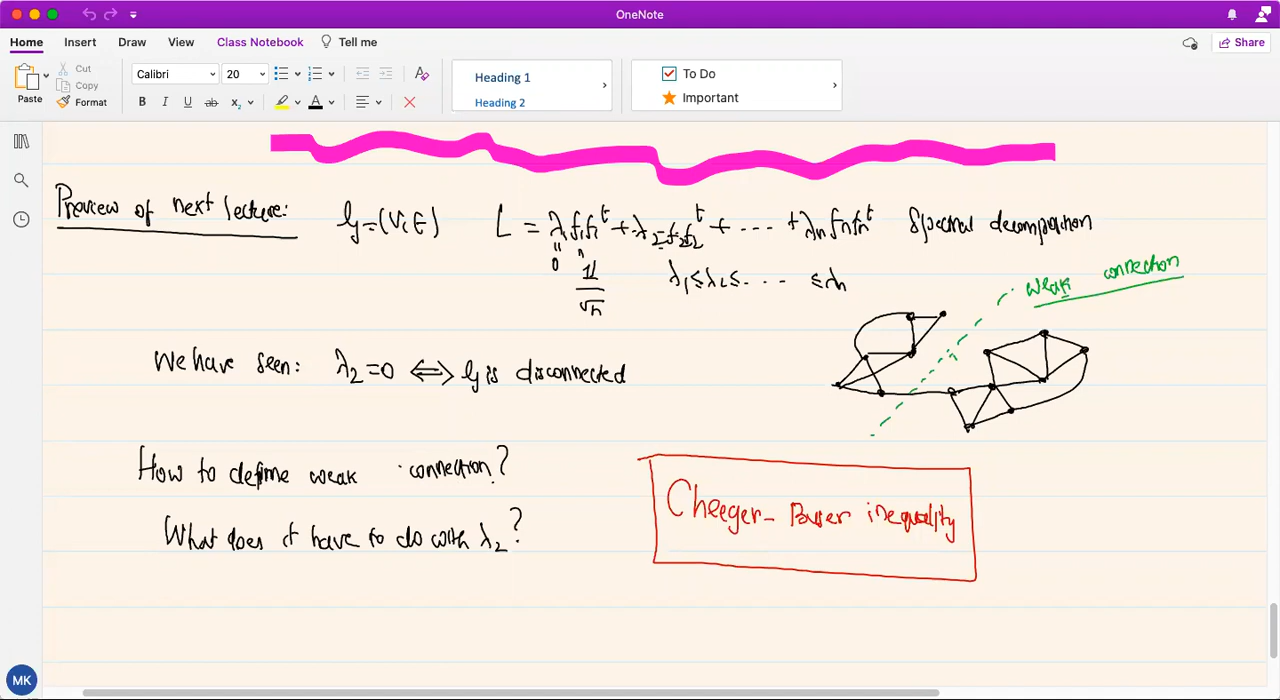 OneNote
Home Insert Draw View Class Notebook Tell me
Share
Paste
Cut
Copy
Format
Calibri 20
B I U ab x₂ A
Heading 1
Heading 2
To Do
Important
Preview of next lecture: G=(V,E) L = λ₁f₁f₁ᵗ + λ₂f₂f₂ᵗ + ... + λₙfₙfₙᵗ Spectral decomposition
0 1/√n λ₁ ≤ λ₂ ≤ ... ≤ λₙ
weak connection
We have seen: λ₂=0 ⟺ G is disconnected
How to define weak connection?
What does it have to do with λ₂?
Cheeger-Buser inequality
MK